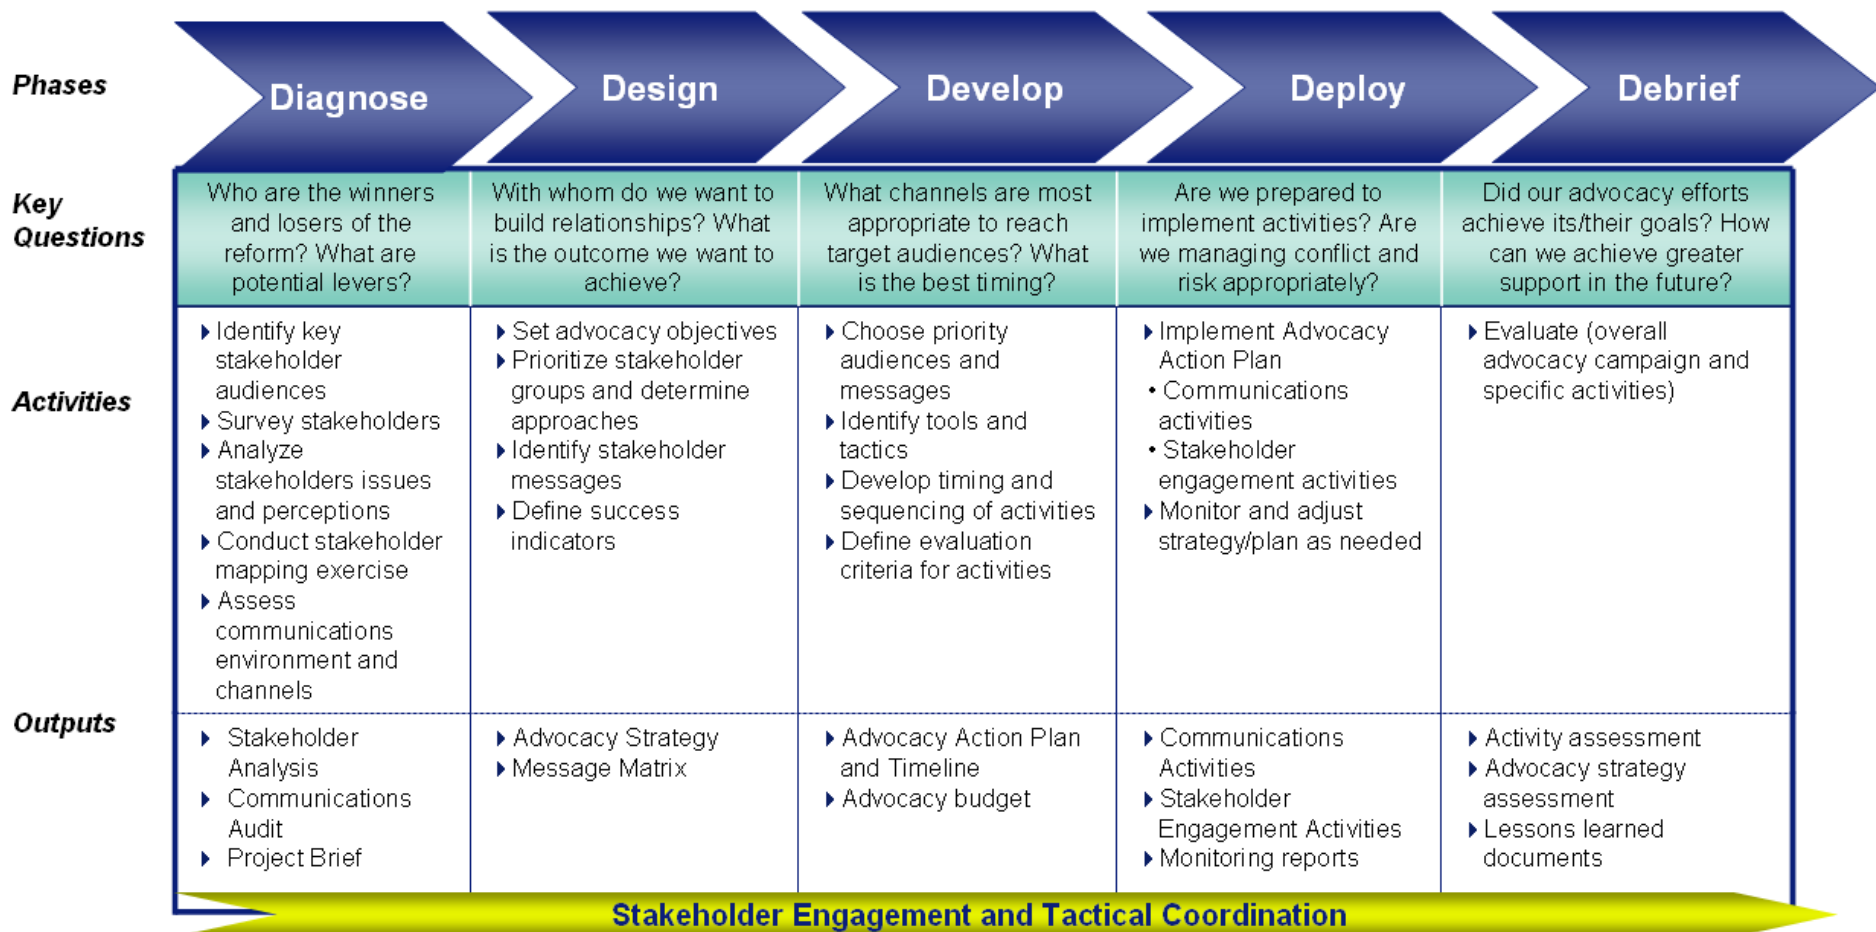 Phases
Diagnose
Design
Develop
Deploy
Debrief
Key
Questions
Who are the winners
and losers of the
reform? What are
potential levers?
With whom do we want to
build relationships? What
is the outcome we want to
achieve?
What channels are most
appropriate to reach
target audiences? What
is the best timing?
Are we prepared to
implement activities? Are
we managing conflict and
risk appropriately?
Did our advocacy efforts
achieve its/their goals? How
can we achieve greater
support in the future?
Activities
Identify key
stakeholder
audiences
Survey stakeholders
Analyze
stakeholders issues
and perceptions
Conduct stakeholder
mapping exercise
Assess
communications
environment and
channels
Set advocacy objectives
Prioritize stakeholder
groups and determine
approaches
Identify stakeholder
messages
Define success
indicators
Choose priority
audiences and
messages
Identify tools and
tactics
Develop timing and
sequencing of activities
Define evaluation
criteria for activities
Implement Advocacy
Action Plan
• Communications
activities
• Stakeholder
engagement activities
Monitor and adjust
strategy/plan as needed
Evaluate (overall
advocacy campaign and
specific activities)
Outputs
Stakeholder
Analysis
Communications
Audit
Project Brief
Advocacy Strategy
Message Matrix
Advocacy Action Plan
and Timeline
Advocacy budget
Communications
Activities
Stakeholder
Engagement Activities
Monitoring reports
Activity assessment
Advocacy strategy
assessment
Lessons learned
documents
Stakeholder Engagement and Tactical Coordination